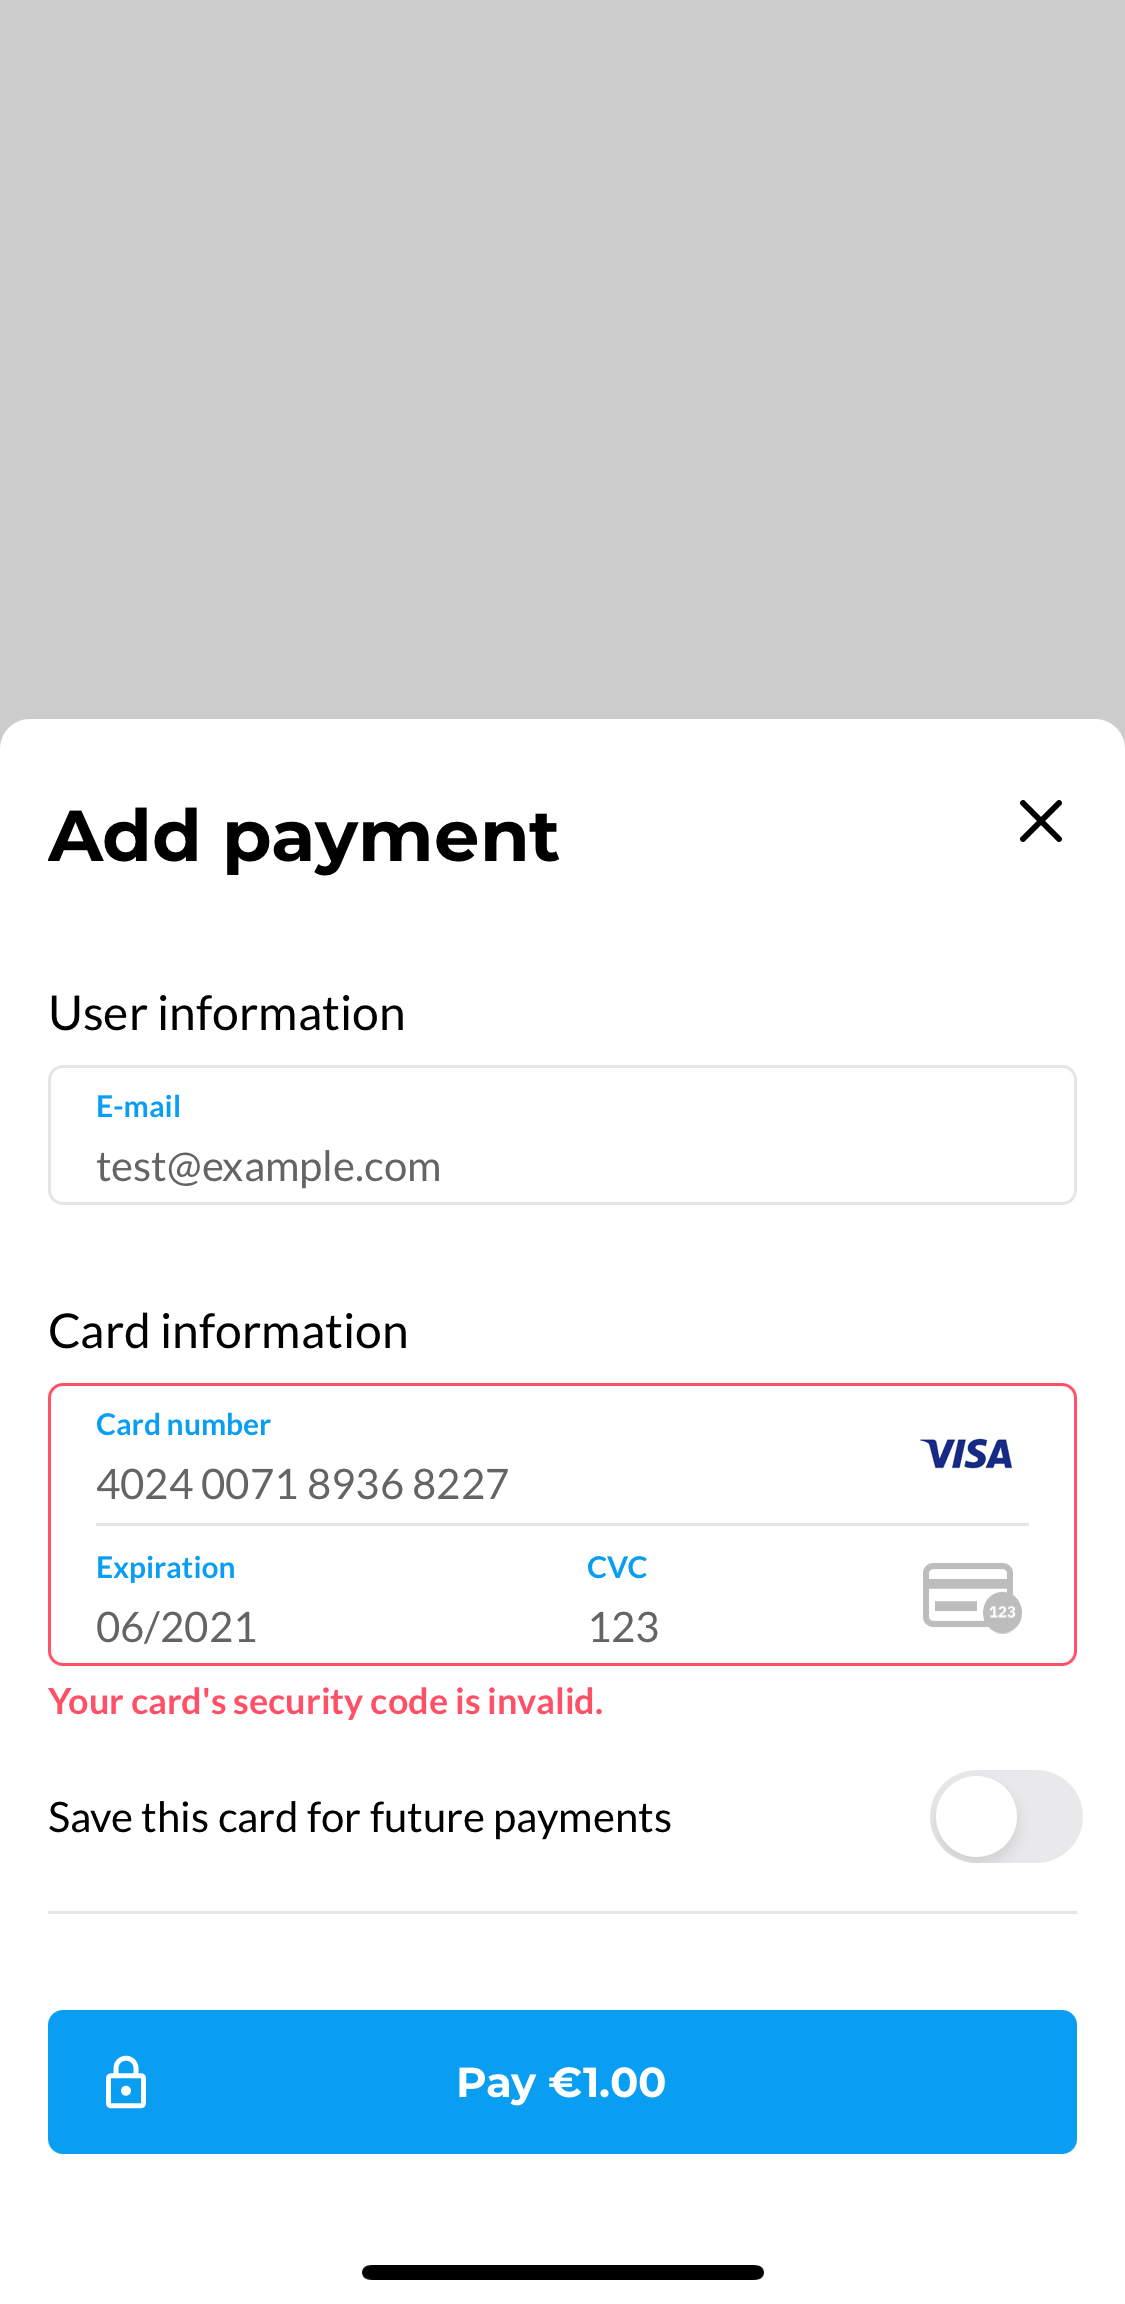 Add payment
User information
E-mail
test@example.com
Card information
Card number
4024 0071 8936 8227
VISA
Expiration
CVC
06/2021
123
123
Your card's security code is invalid.
Save this card for future payments
Pay €1.00